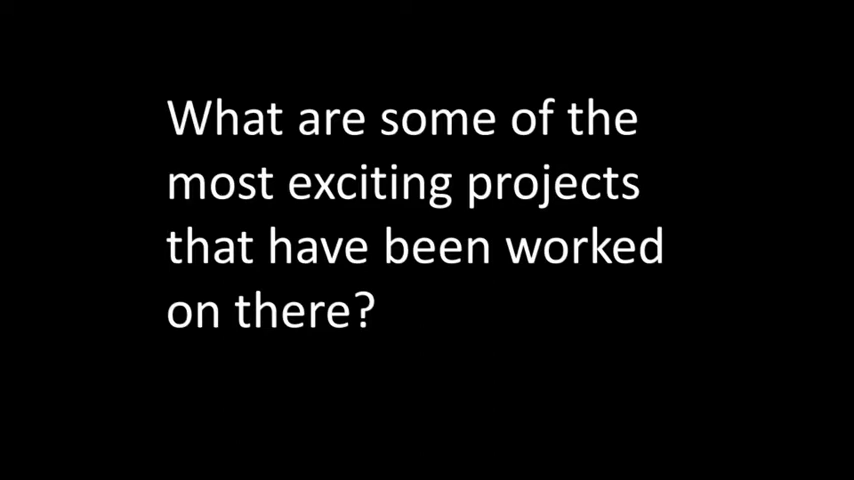 What are some of the
most exciting projects
that have been worked
on there?